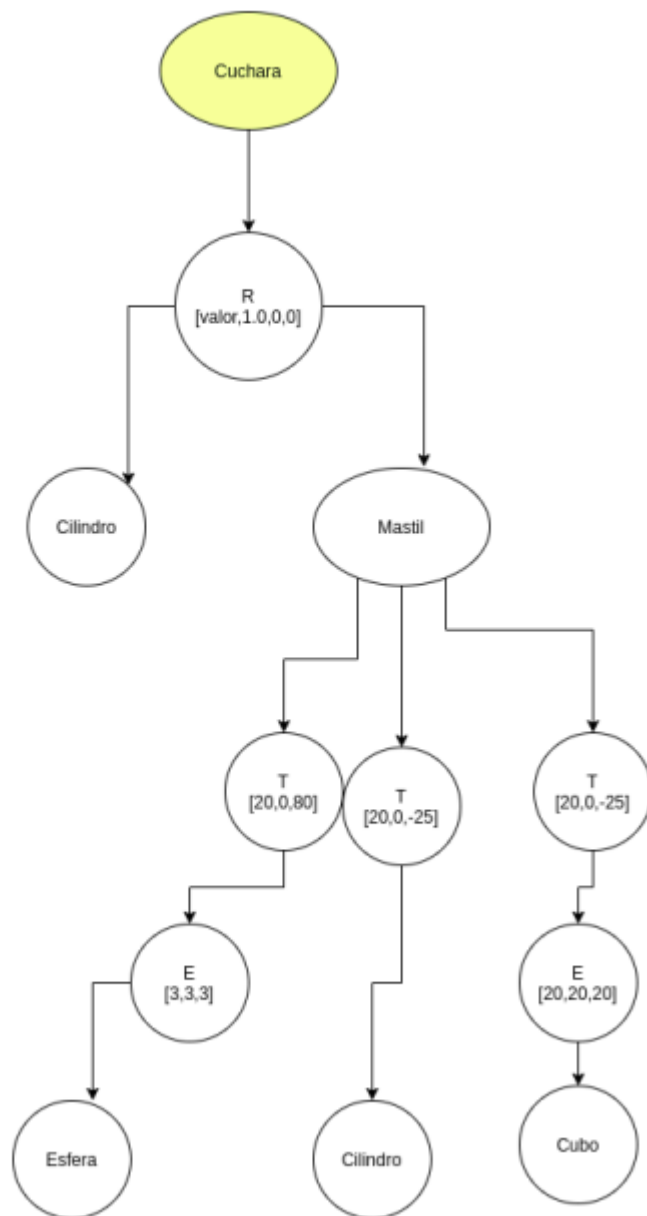 Cuchara
R
[valor,1.0,0,0]
Cilindro
Mastil
T
[20,0,80]
T
[20,0,-25]
T
[20,0,-25]
E
[3,3,3]
E
[20,20,20]
Esfera
Cilindro
Cubo